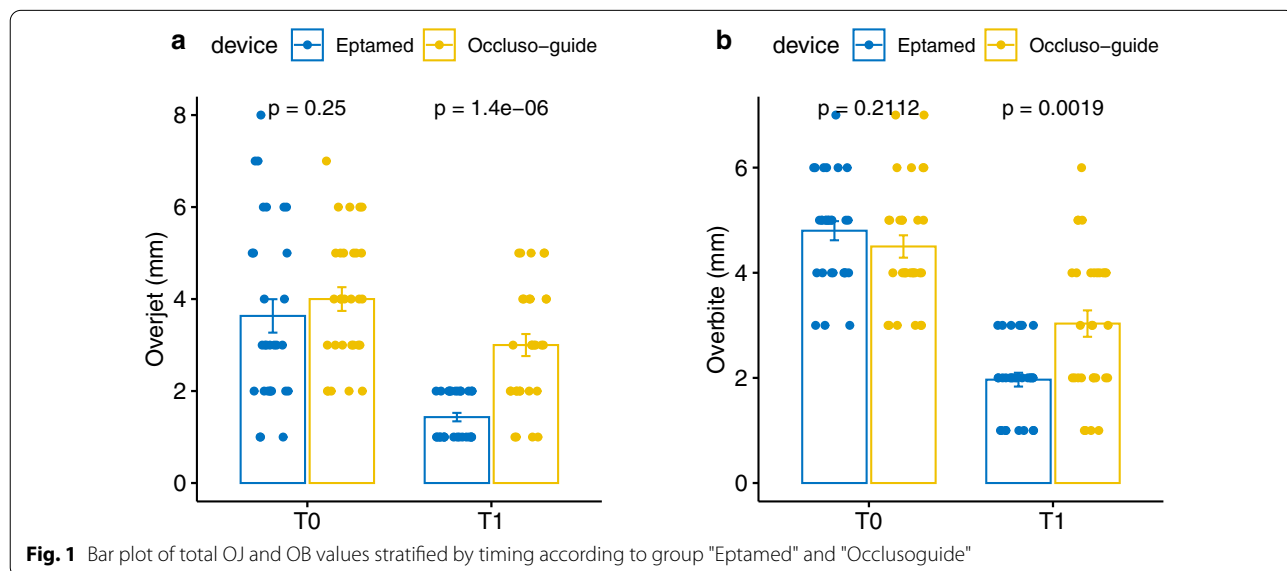 a device Eptamed Occluso-guide
p = 0.25 p = 1.4e−06
Overjet (mm)
8
6
4
2
0
T0 T1
b device Eptamed Occluso-guide
p = 0.2112 p = 0.0019
Overbite (mm)
6
4
2
0
T0 T1
Fig. 1 Bar plot of total OJ and OB values stratified by timing according to group "Eptamed" and "Occlusoguide"